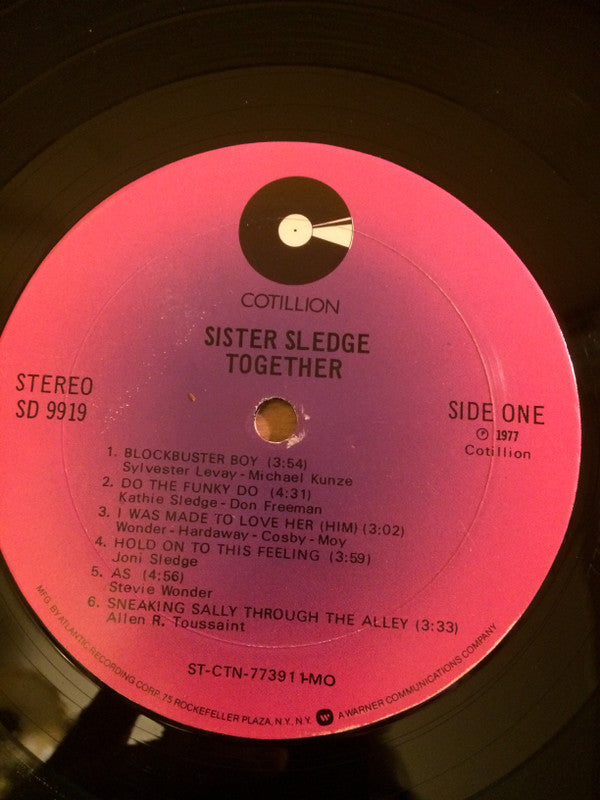 COTILLION
SISTER SLEDGE
TOGETHER
STEREO
SD 9919
SIDE ONE
℗ 1977
Cotillion
1. BLOCKBUSTER BOY (3:54)
Sylvester Levay - Michael Kunze
2. DO THE FUNKY DO (4:31)
Kathie Sledge - Don Freeman
3. I WAS MADE TO LOVE HER (HIM) (3:02)
Wonder - Hardaway - Cosby - Moy
4. HOLD ON TO THIS FEELING (3:59)
Joni Sledge
5. AS (4:56)
Stevie Wonder
6. SNEAKING SALLY THROUGH THE ALLEY (3:33)
Allen R. Toussaint
ST-CTN-773911-MO
MFG. BY ATLANTIC RECORDING CORP. 75 ROCKEFELLER PLAZA, N.Y. N.Y. W A WARNER COMMUNICATIONS COMPANY